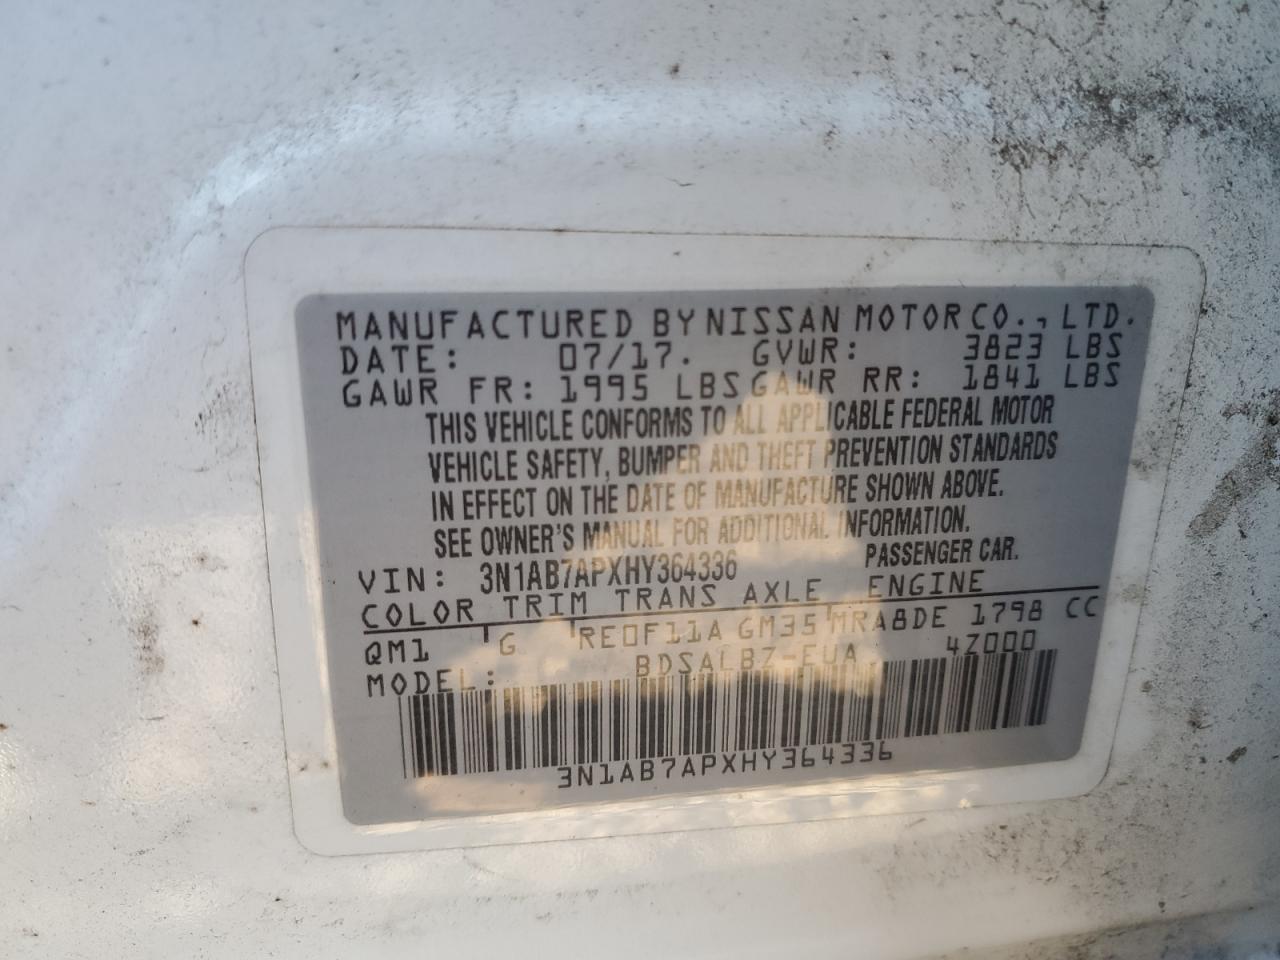 MANUFACTURED BY NISSAN MOTOR CO., LTD.
DATE: 07/17. GVWR: 3823 LBS
GAWR FR: 1995 LBS GAWR RR: 1841 LBS
THIS VEHICLE CONFORMS TO ALL APPLICABLE FEDERAL MOTOR
VEHICLE SAFETY, BUMPER AND THEFT PREVENTION STANDARDS
IN EFFECT ON THE DATE OF MANUFACTURE SHOWN ABOVE.
SEE OWNER'S MANUAL FOR ADDITIONAL INFORMATION.
VIN: 3N1AB7APXHY364336 PASSENGER CAR.
COLOR TRIM TRANS AXLE ENGINE
QM1 G RE0F11A GM35 MRA8DE 1798 CC
MODEL: BDSALBZ-EUA 4Z000
3N1AB7APXHY364336